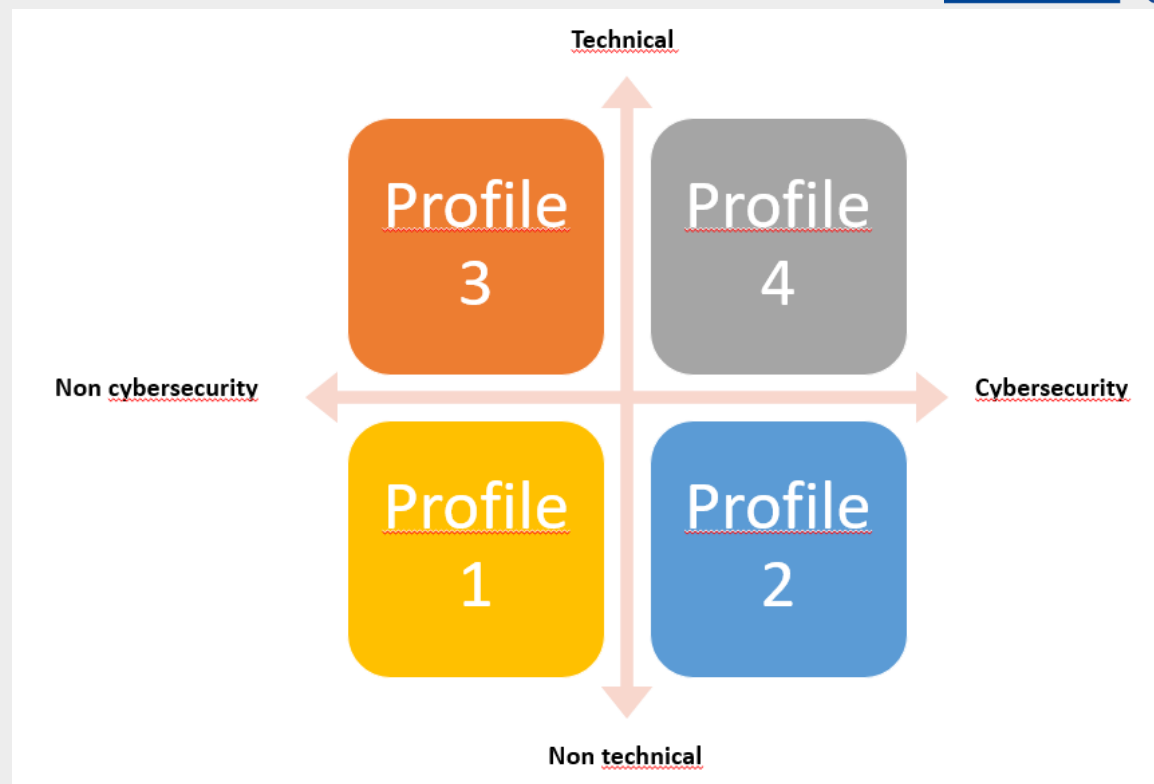 Technical
Profile
3
Profile
4
Non cybersecurity
Cybersecurity
Profile
1
Profile
2
Non technical